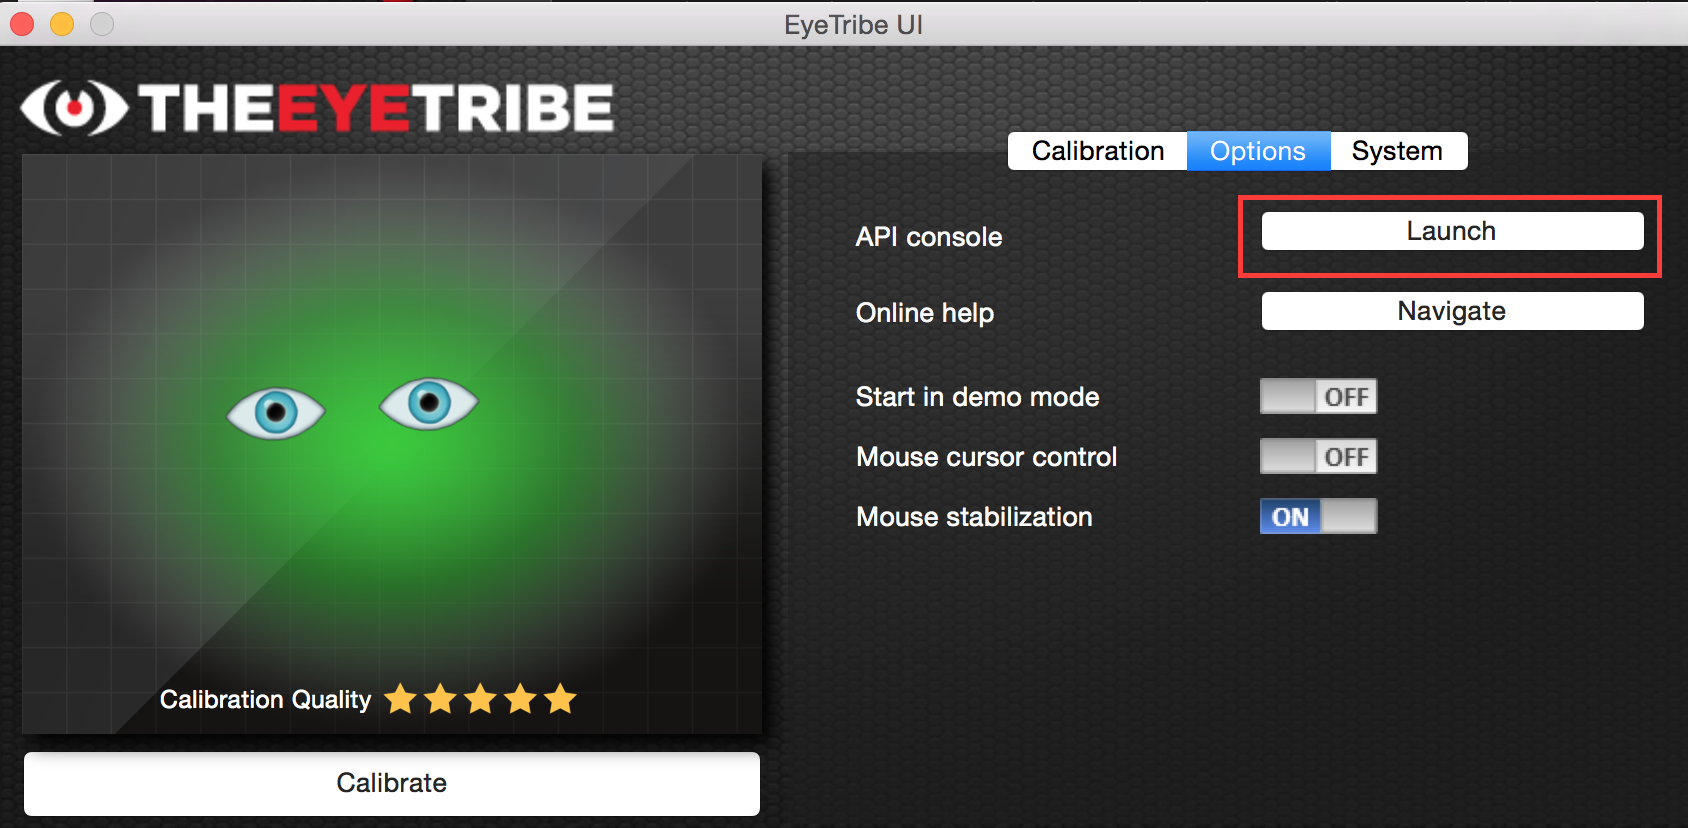 EyeTribe UI
THEEYETRIBE
Calibration Options System
API console Launch
Online help Navigate
Start in demo mode OFF
Mouse cursor control OFF
Mouse stabilization ON
Calibration Quality
Calibrate